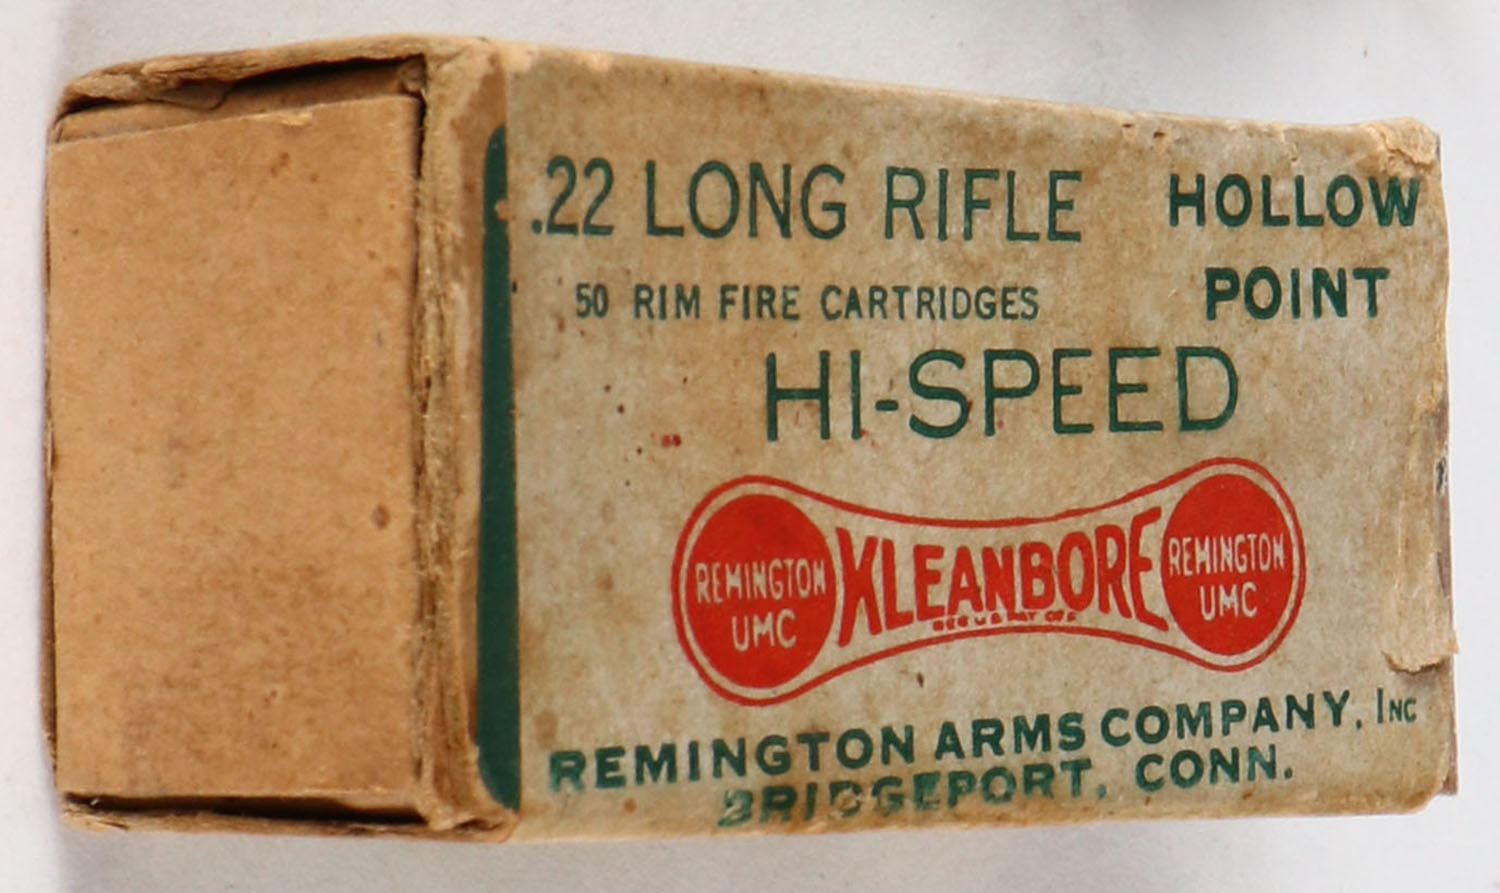 .22 LONG RIFLE HOLLOW
50 RIM FIRE CARTRIDGES POINT
HI-SPEED
REMINGTON
UMC
KLEANBORE
REMINGTON
UMC
REMINGTON ARMS COMPANY, INC
BRIDGEPORT, CONN.